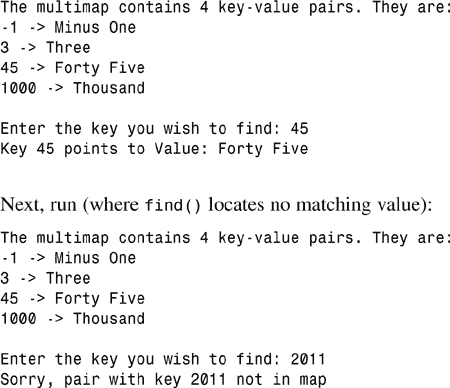 The multimap contains 4 key-value pairs. They are:
-1 -> Minus One
3 -> Three
45 -> Forty Five
1000 -> Thousand
Enter the key you wish to find: 45
Key 45 points to Value: Forty Five
Next, run (where find() locates no matching value):
The multimap contains 4 key-value pairs. They are:
-1 -> Minus One
3 -> Three
45 -> Forty Five
1000 -> Thousand
Enter the key you wish to find: 2011
Sorry, pair with key 2011 not in map